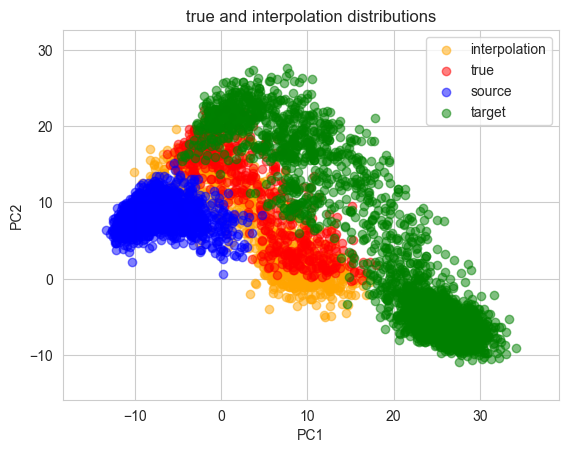 true and interpolation distributions
interpolation
true
source
target
PC2
30
20
10
0
−10
−10
0
10
20
30
PC1